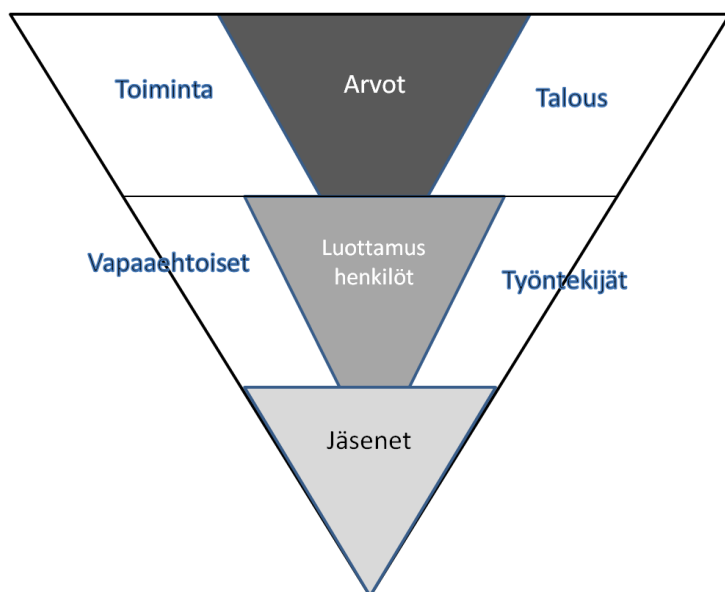 Toiminta
Arvot
Talous
Vapaaehtoiset
Luottamus
henkilöt
Työntekijät
Jäsenet